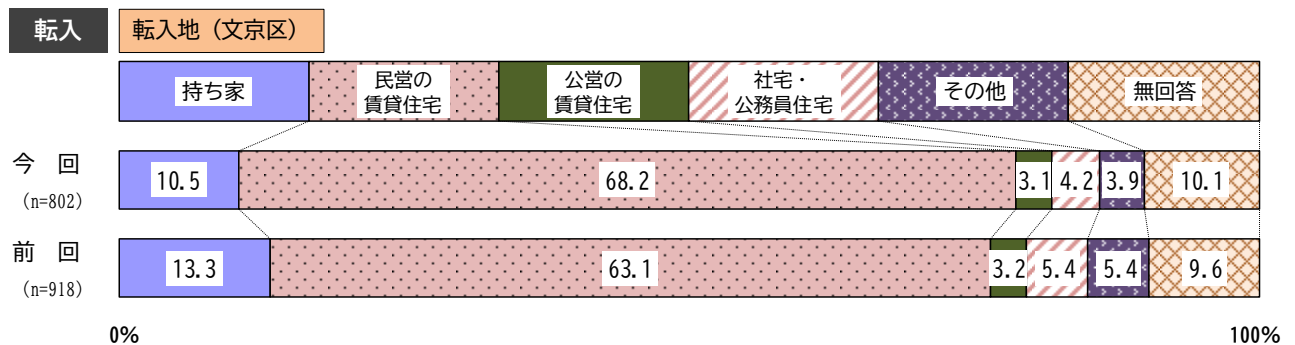 転入 転入地（文京区）
持ち家 民営の賃貸住宅 公営の賃貸住宅 社宅・公務員住宅 その他 無回答
今　回 10.5 68.2 3.1 4.2 3.9 10.1
（n=802）
前　回 13.3 63.1 3.2 5.4 5.4 9.6
（n=918）
0% 100%